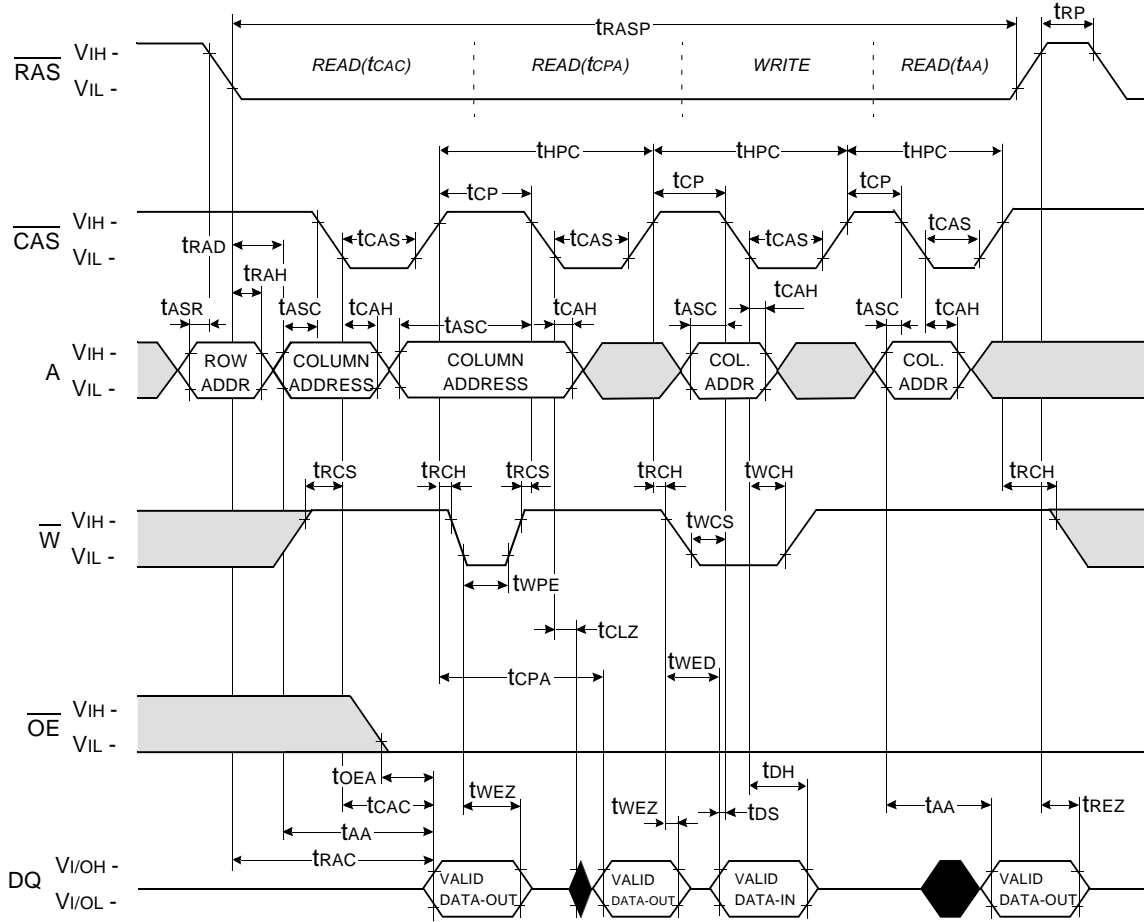 tRASP
tRP
RAS
VIH -
VIL -
READ(tCAC)
READ(tCPA)
WRITE
READ(tAA)
tHPC
tHPC
tHPC
tCP
tCP
tCP
CAS
VIH -
VIL -
tCAS
tCAS
tCAS
tCAS
tRAD
tRAH
tASR
tASC
tCAH
tASC
tCAH
tASC
tCAH
tASC
tCAH
A
VIH -
VIL -
ROW
ADDR
COLUMN
ADDRESS
COLUMN
ADDRESS
COL.
ADDR
COL.
ADDR
tRCS
tRCH
tRCS
tRCH
tWCH
tRCH
W
VIH -
VIL -
tWCS
tWPE
tCLZ
tCPA
tWED
OE
VIH -
VIL -
tOEA
tCAC
tAA
tRAC
tWEZ
tWEZ
tDH
tDS
tAA
tREZ
DQ
VI/OH -
VI/OL -
VALID
DATA-OUT
VALID
DATA-OUT
VALID
DATA-IN
VALID
DATA-OUT